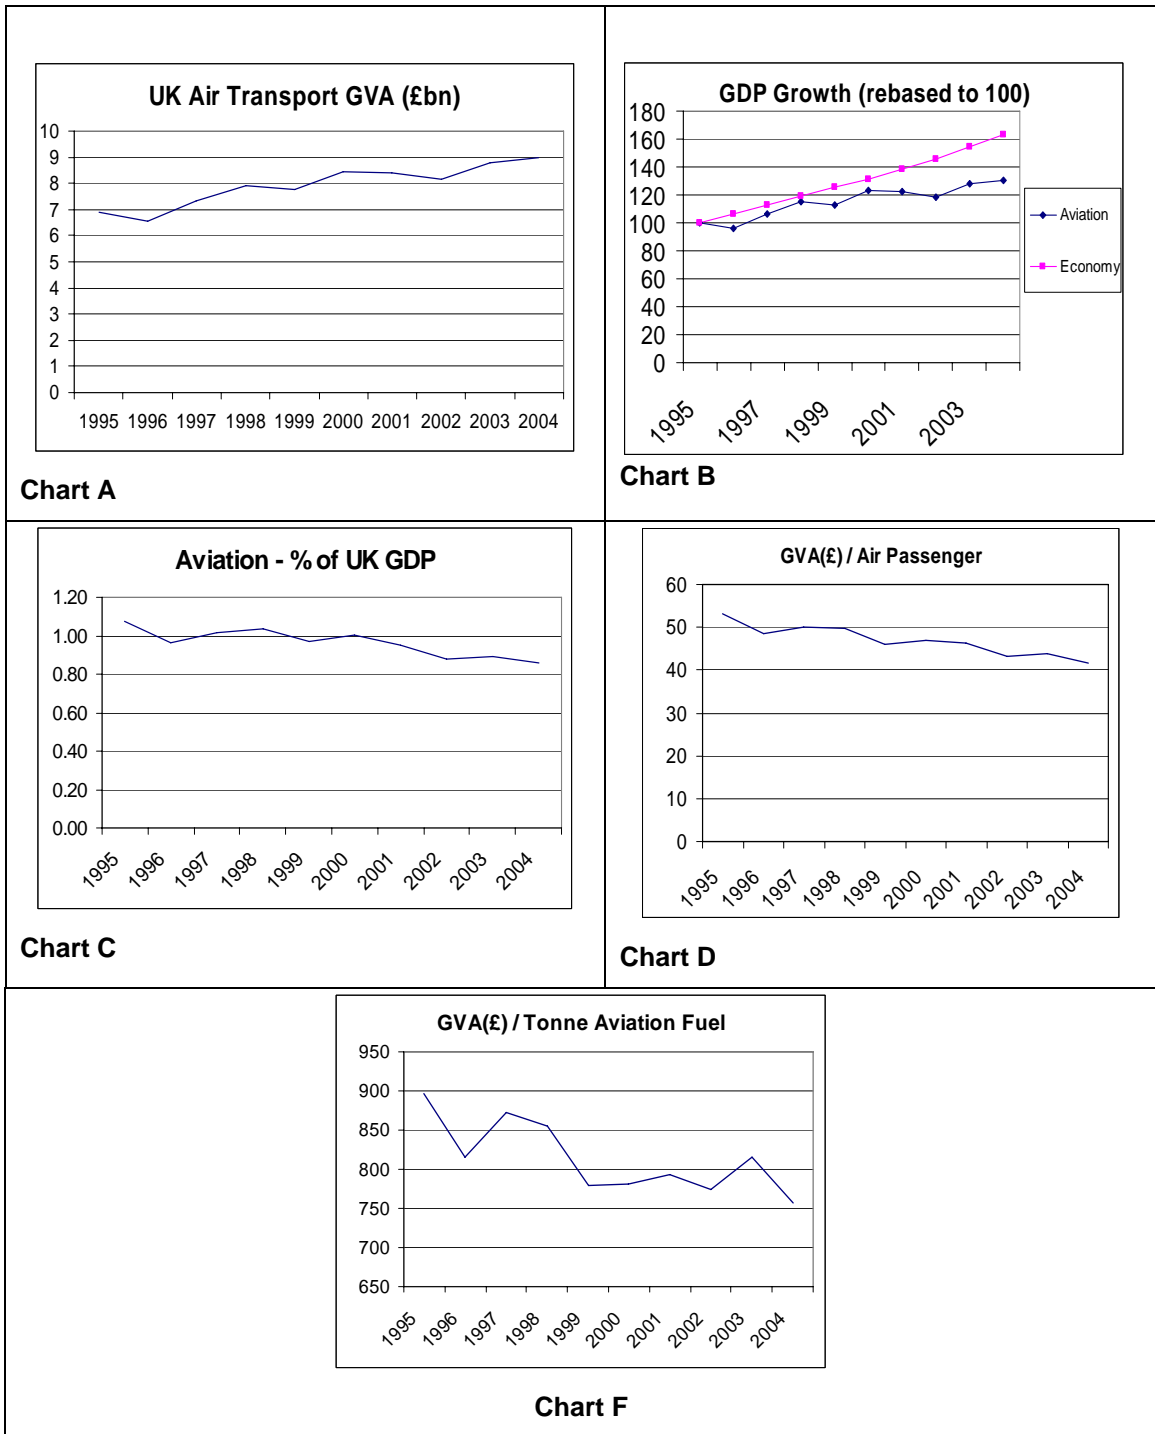 UK Air Transport GVA (£bn)
10
9
8
7
6
5
4
3
2
1
0
1995 1996 1997 1998 1999 2000 2001 2002 2003 2004
Chart A
GDP Growth (rebased to 100)
180
160
140
120
100
80
60
40
20
0
1995 1997 1999 2001 2003
Aviation
Economy
Chart B
Aviation - % of UK GDP
1.20
1.00
0.80
0.60
0.40
0.20
0.00
1995 1996 1997 1998 1999 2000 2001 2002 2003 2004
Chart C
GVA(£) / Air Passenger
60
50
40
30
20
10
0
1995 1996 1997 1998 1999 2000 2001 2002 2003 2004
Chart D
GVA(£) / Tonne Aviation Fuel
950
900
850
800
750
700
650
1995 1996 1997 1998 1999 2000 2001 2002 2003 2004
Chart F